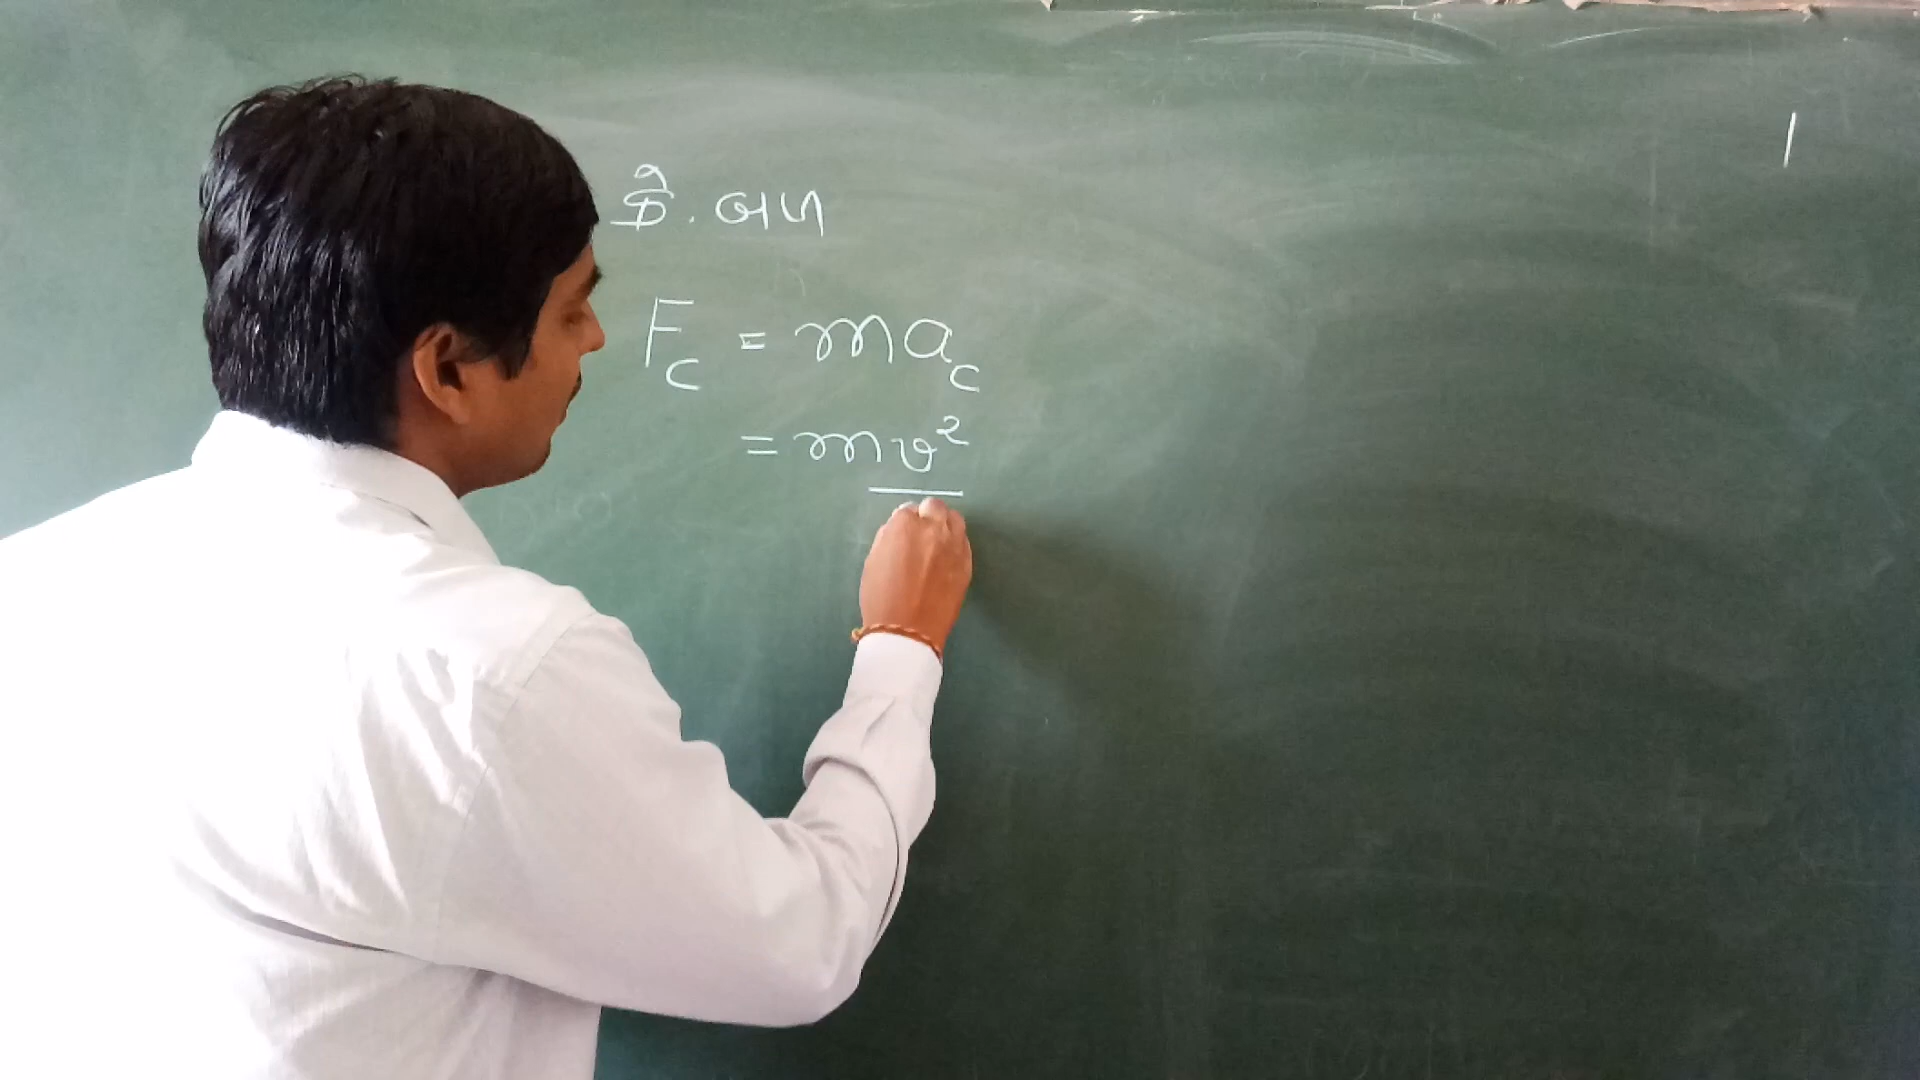 કે. બળ
F_c = ma_c
= mv²